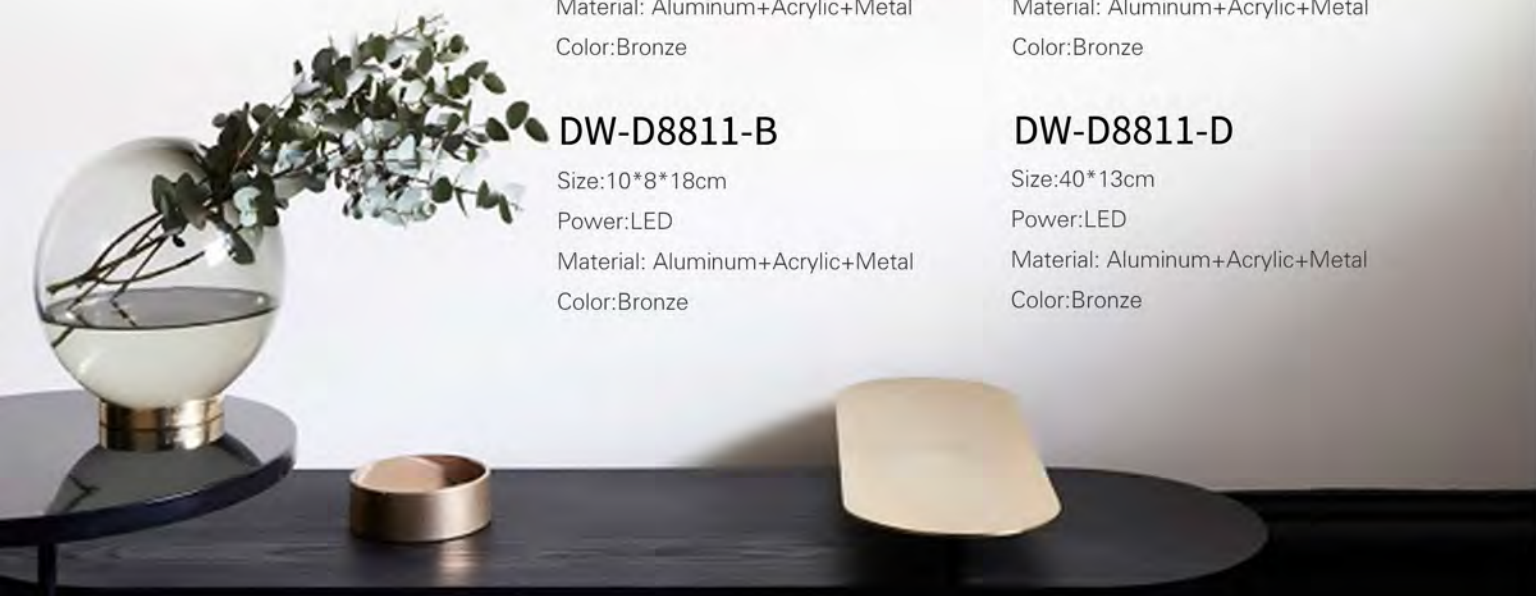 Material: Aluminum+Acrylic+Metal
Color:Bronze
DW-D8811-B
Size:10*8*18cm
Power:LED
Material: Aluminum+Acrylic+Metal
Color:Bronze
Material: Aluminum+Acrylic+Metal
Color:Bronze
DW-D8811-D
Size:40*13cm
Power:LED
Material: Aluminum+Acrylic+Metal
Color:Bronze